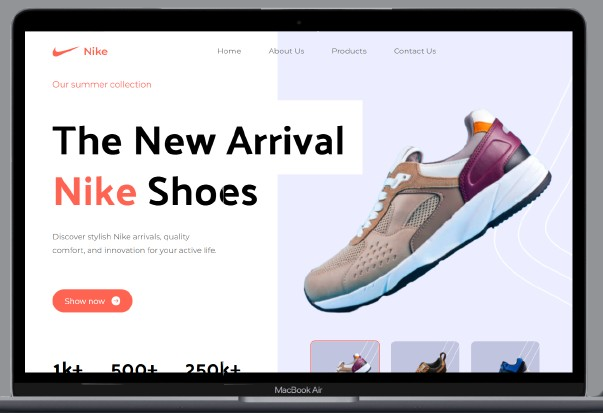 Nike
Home About Us Products Contact Us
Our summer collection
The New Arrival
Nike Shoes
Discover stylish Nike arrivals, quality
comfort, and innovation for your active life.
Show now
1k+ 500+ 250k+
MacBook Air